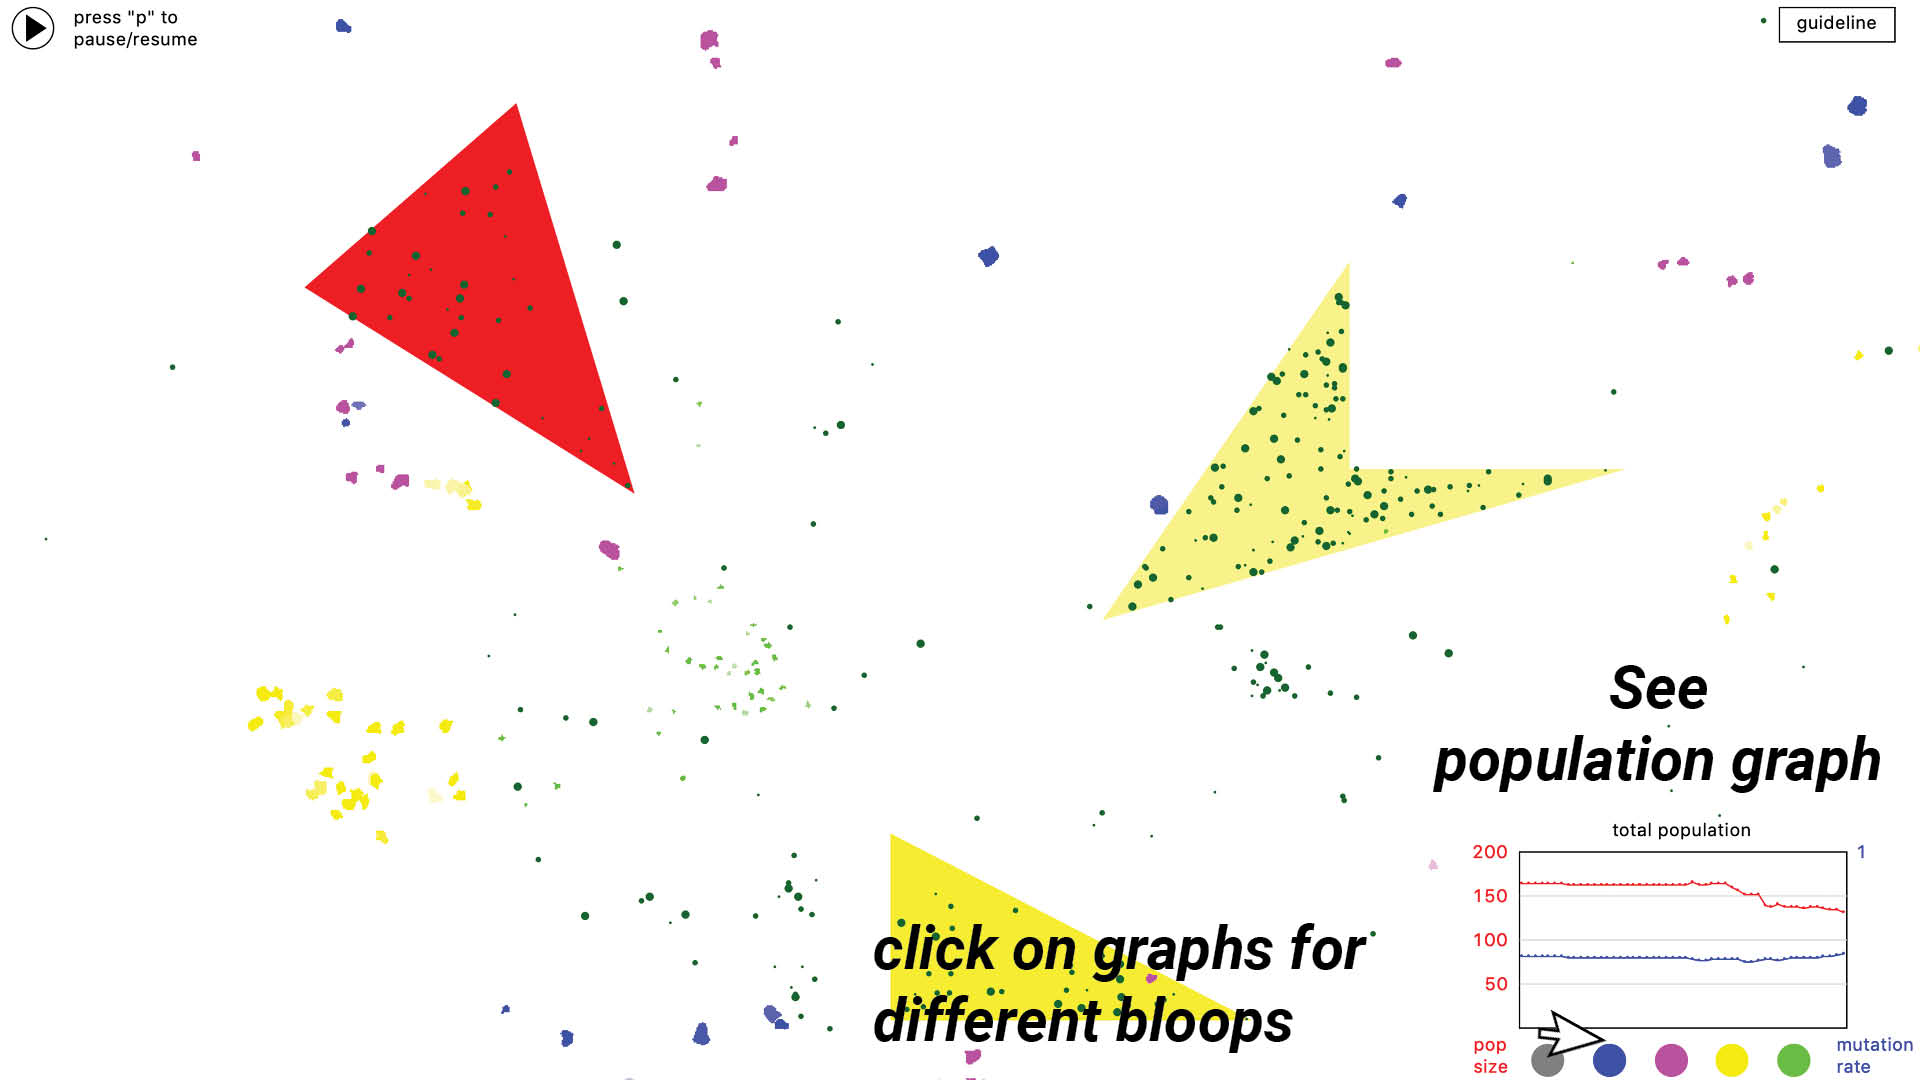 press "p" to
pause/resume
guideline
See
population graph
total population
200
1
150
100
50
click on graphs for
different bloops
pop
size
mutation
rate